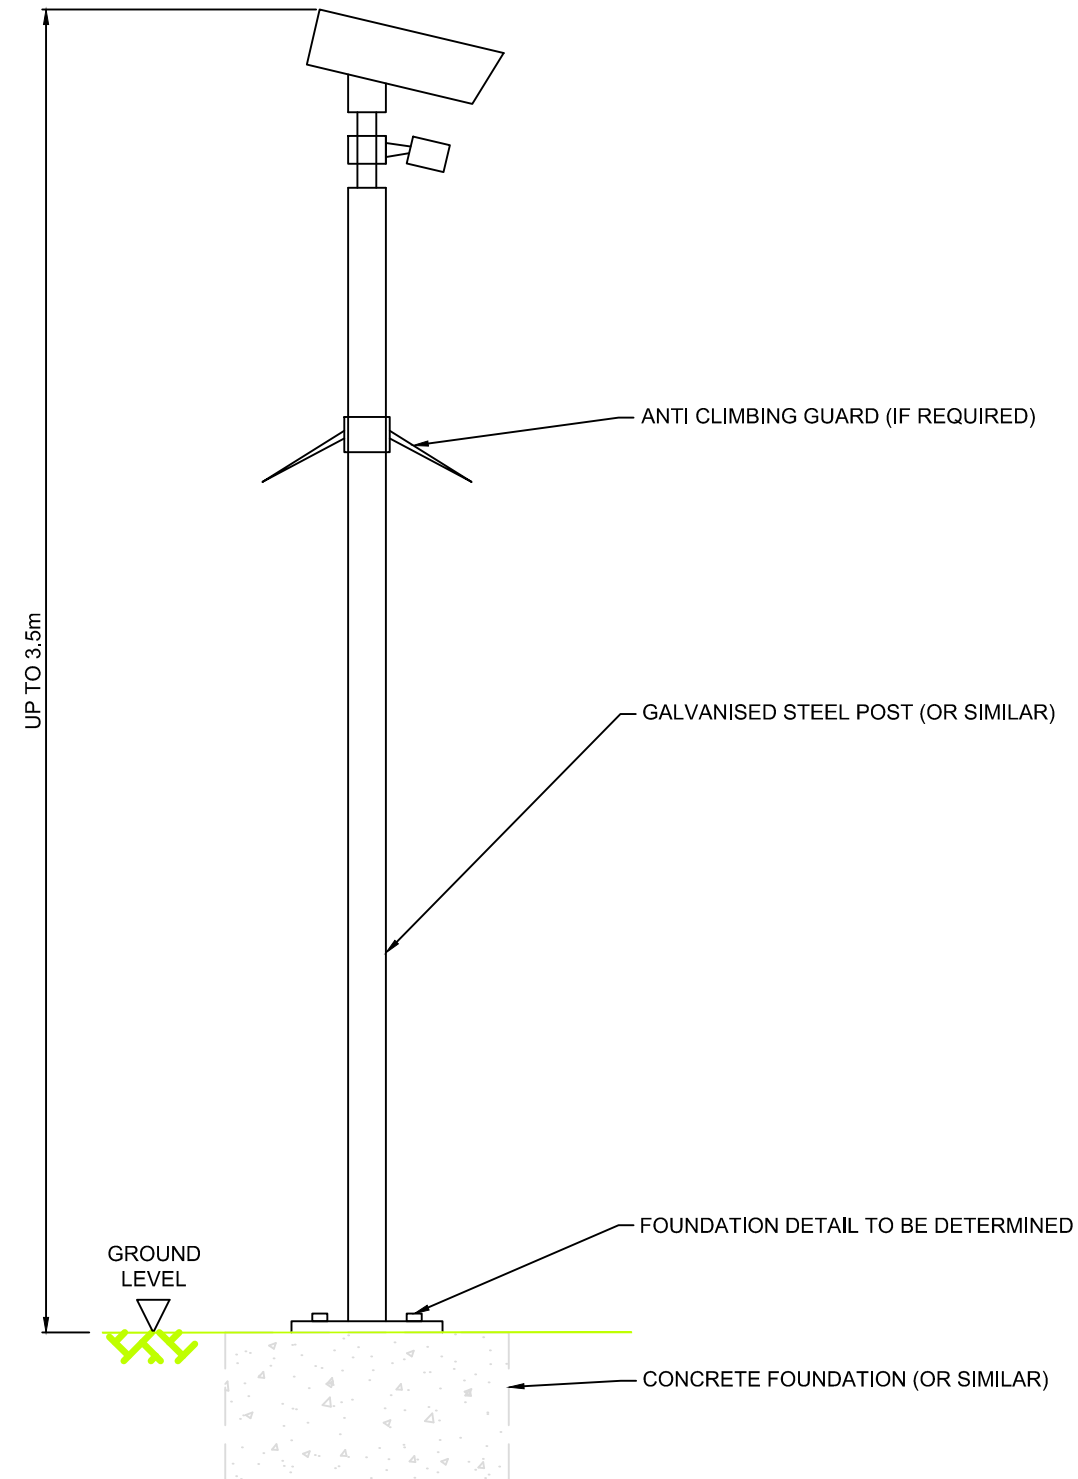 ANTI CLIMBING GUARD (IF REQUIRED)
UP TO 3.5m
GALVANISED STEEL POST (OR SIMILAR)
FOUNDATION DETAIL TO BE DETERMINED
GROUND
LEVEL
CONCRETE FOUNDATION (OR SIMILAR)